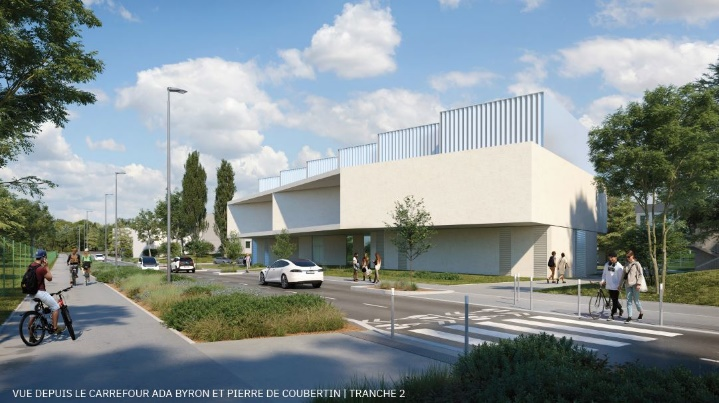 VUE DEPUIS LE CARREFOUR ADA BYRON ET PIERRE DE COUBERTIN | TRANCHE 2